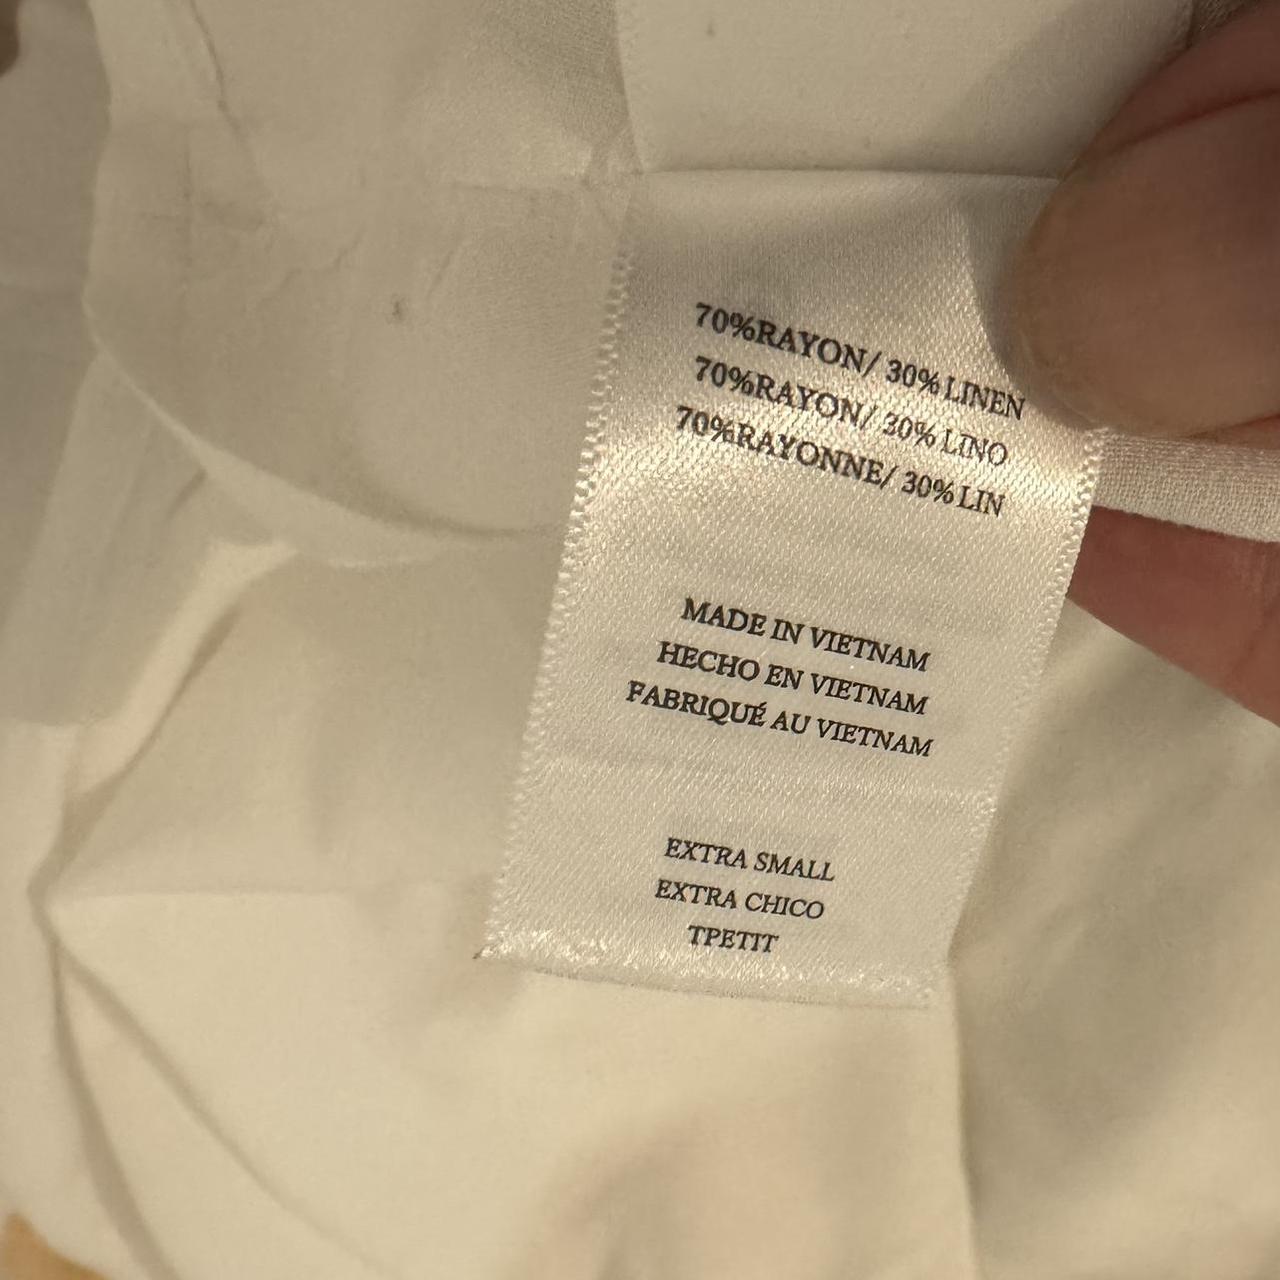 70%RAYON/ 30%LINEN
70%RAYON/ 30%LINO
70%RAYONNE/ 30%LIN
MADE IN VIETNAM
HECHO EN VIETNAM
FABRIQUÉ AU VIETNAM
EXTRA SMALL
EXTRA CHICO
TPETIT